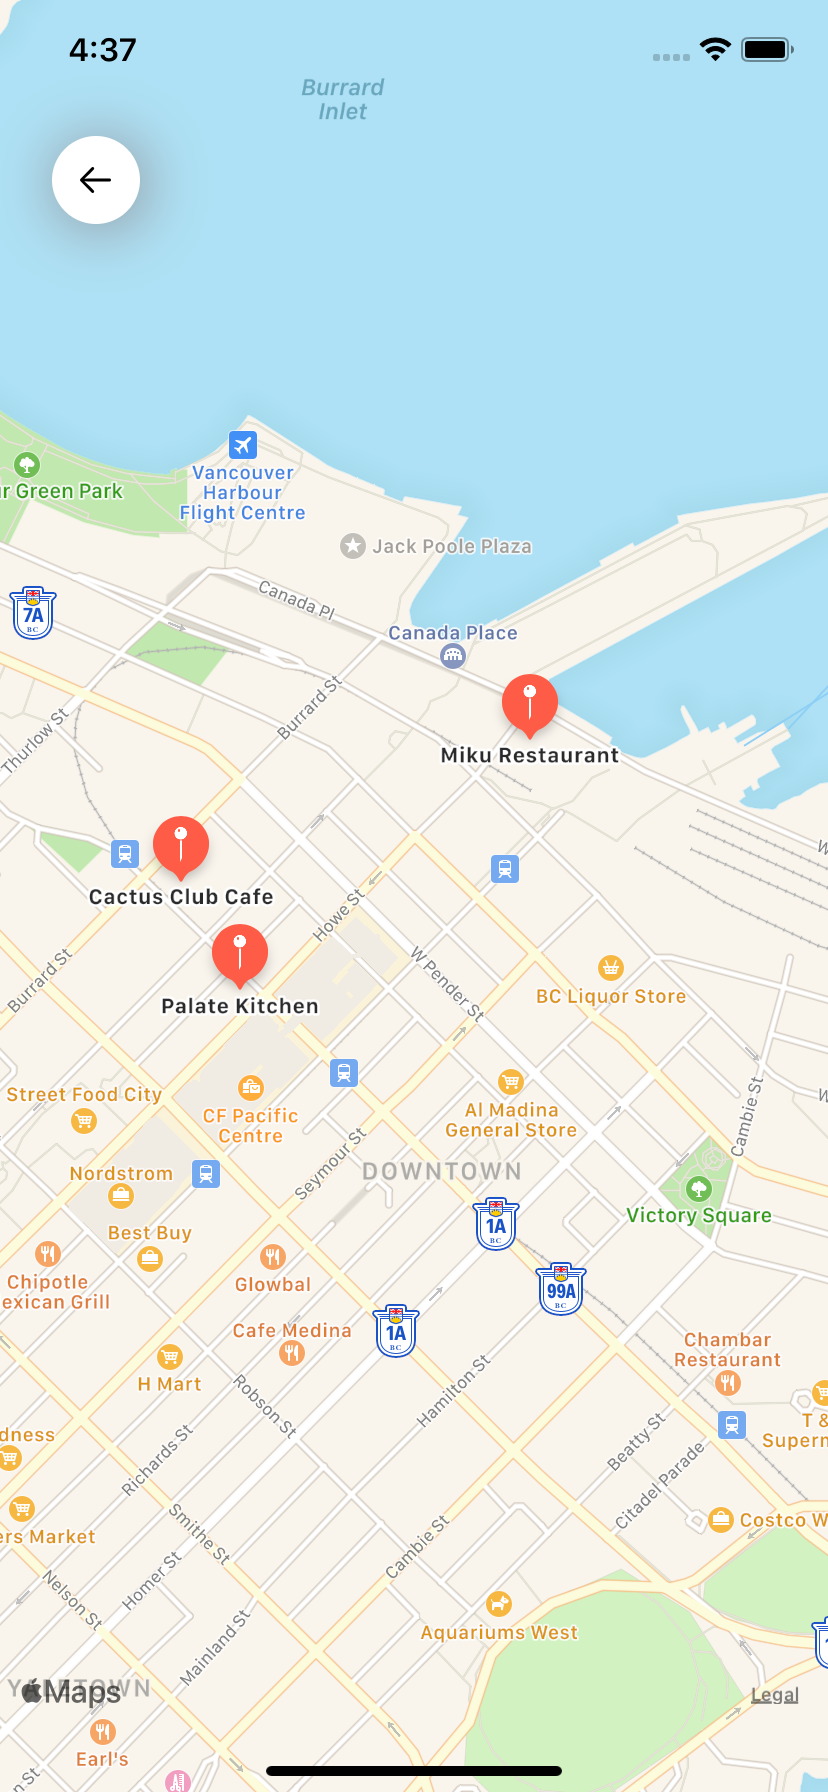 4:37
Burrard
Inlet
Vancouver
Harbour
Flight Centre
r Green Park
Jack Poole Plaza
Canada Pl
7A
BC
Canada Place
Burrard St
Thurlow St
Miku Restaurant
Cactus Club Cafe
Howe St
W Pender St
Burrard St
BC Liquor Store
Palate Kitchen
Street Food City
CF Pacific
Centre
Al Madina
General Store
Cambie St
W
Seymour St
DOWNTOWN
Nordstrom
Victory Square
Best Buy
1A
BC
Chipotle
exican Grill
Glowbal
99A
BC
Cafe Medina
1A
BC
Chambar
Restaurant
H Mart
Robson St
Hamilton St
T &
Superm
dness
Richards St
Beatty St
Citadel Parade
ers Market
Smithe St
Costco W
Cambie St
Nelson St
Homer St
Aquariums West
Mainland St
YALETOWN
Maps
Legal
Earl's
n St